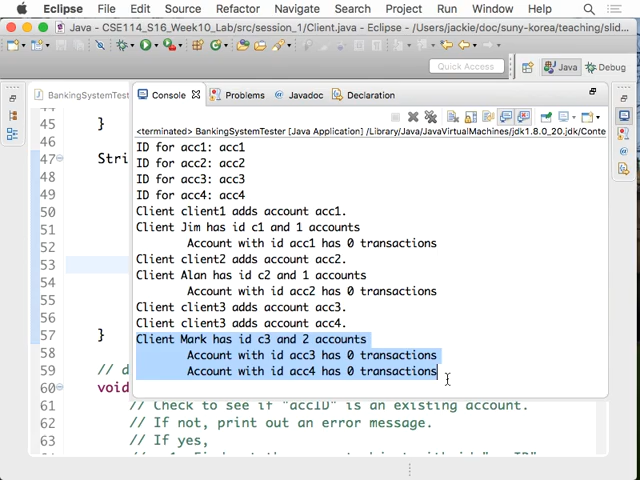 Eclipse File Edit Source Refactor Navigate Search Project Run Window Help
Java - CSE114_S16_Week10_Lab/src/session_1/Client.java - Eclipse - /Users/jackie/doc/suny-korea/teaching/slid...
Quick Access
Java
Debug
BankingSystemTest
Console
Problems
Javadoc
Declaration
<terminated> BankingSystemTester [Java Application] /Library/Java/JavaVirtualMachines/jdk1.8.0_20.jdk/Conte
ID for acc1: acc1
ID for acc2: acc2
ID for acc3: acc3
ID for acc4: acc4
Client client1 adds account acc1.
Client Jim has id c1 and 1 accounts
Account with id acc1 has 0 transactions
Client client2 adds account acc2.
Client Alan has id c2 and 1 accounts
Account with id acc2 has 0 transactions
Client client3 adds account acc3.
Client client3 adds account acc4.
Client Mark has id c3 and 2 accounts
Account with id acc3 has 0 transactions
Account with id acc4 has 0 transactions
45 }
46
47 Stri
48
49
50
51
52
53
54
55
56
57 }
58
59 // d
60 void
61 // Check to see if "accID" is an existing account.
62 // If not, print out an error message.
63 // If yes,